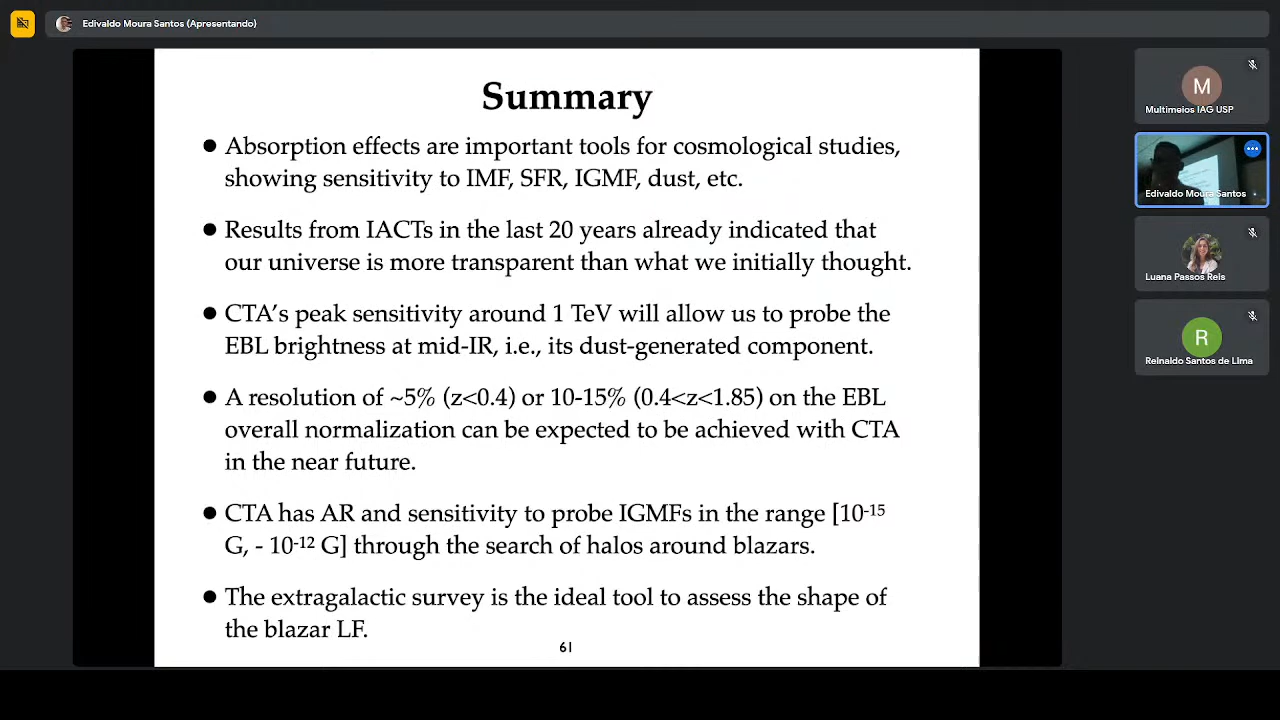 Edivaldo Moura Santos (Apresentando)
Summary
● Absorption effects are important tools for cosmological studies,
showing sensitivity to IMF, SFR, IGMF, dust, etc.
● Results from IACTs in the last 20 years already indicated that
our universe is more transparent than what we initially thought.
● CTA's peak sensitivity around 1 TeV will allow us to probe the
EBL brightness at mid-IR, i.e., its dust-generated component.
● A resolution of ~5% (z<0.4) or 10-15% (0.4<z<1.85) on the EBL
overall normalization can be expected to be achieved with CTA
in the near future.
● CTA has AR and sensitivity to probe IGMFs in the range [10⁻¹⁵
G, - 10⁻¹² G] through the search of halos around blazars.
● The extragalactic survey is the ideal tool to assess the shape of
the blazar LF.
61
M
Multimeios IAG USP
Edivaldo Moura Santos
Luana Passos Reis
R
Reinaldo Santos de Lima